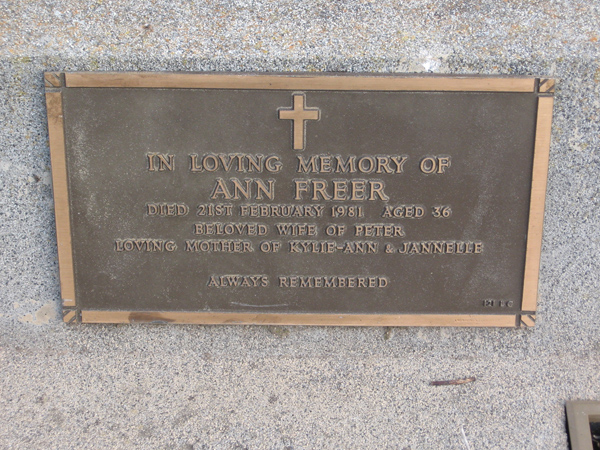 IN LOVING MEMORY OF
ANN FREER
DIED 21ST FEBRUARY 1981 AGED 36
BELOVED WIFE OF PETER
LOVING MOTHER OF KYLIE-ANN & JANNELLE
ALWAYS REMEMBERED